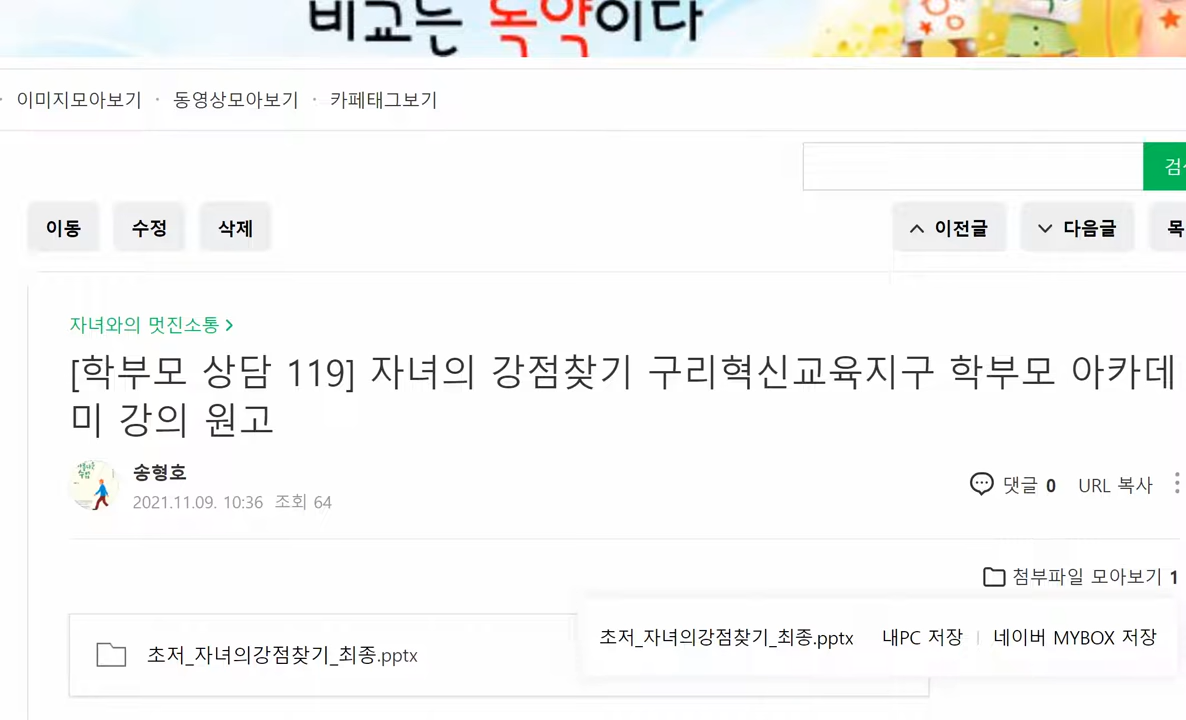 비교는 독약이다
· 이미지모아보기 · 동영상모아보기 · 카페태그보기
이동 수정 삭제 이전글 다음글
자녀와의 멋진소통 >
[학부모 상담 119] 자녀의 강점찾기 구리혁신교육지구 학부모 아카데
미 강의 원고
송형호
2021.11.09. 10:36 조회 64
댓글 0 URL 복사
첨부파일 모아보기 1
초저_자녀의강점찾기_최종.pptx 내PC 저장 | 네이버 MYBOX 저장
초저_자녀의강점찾기_최종.pptx